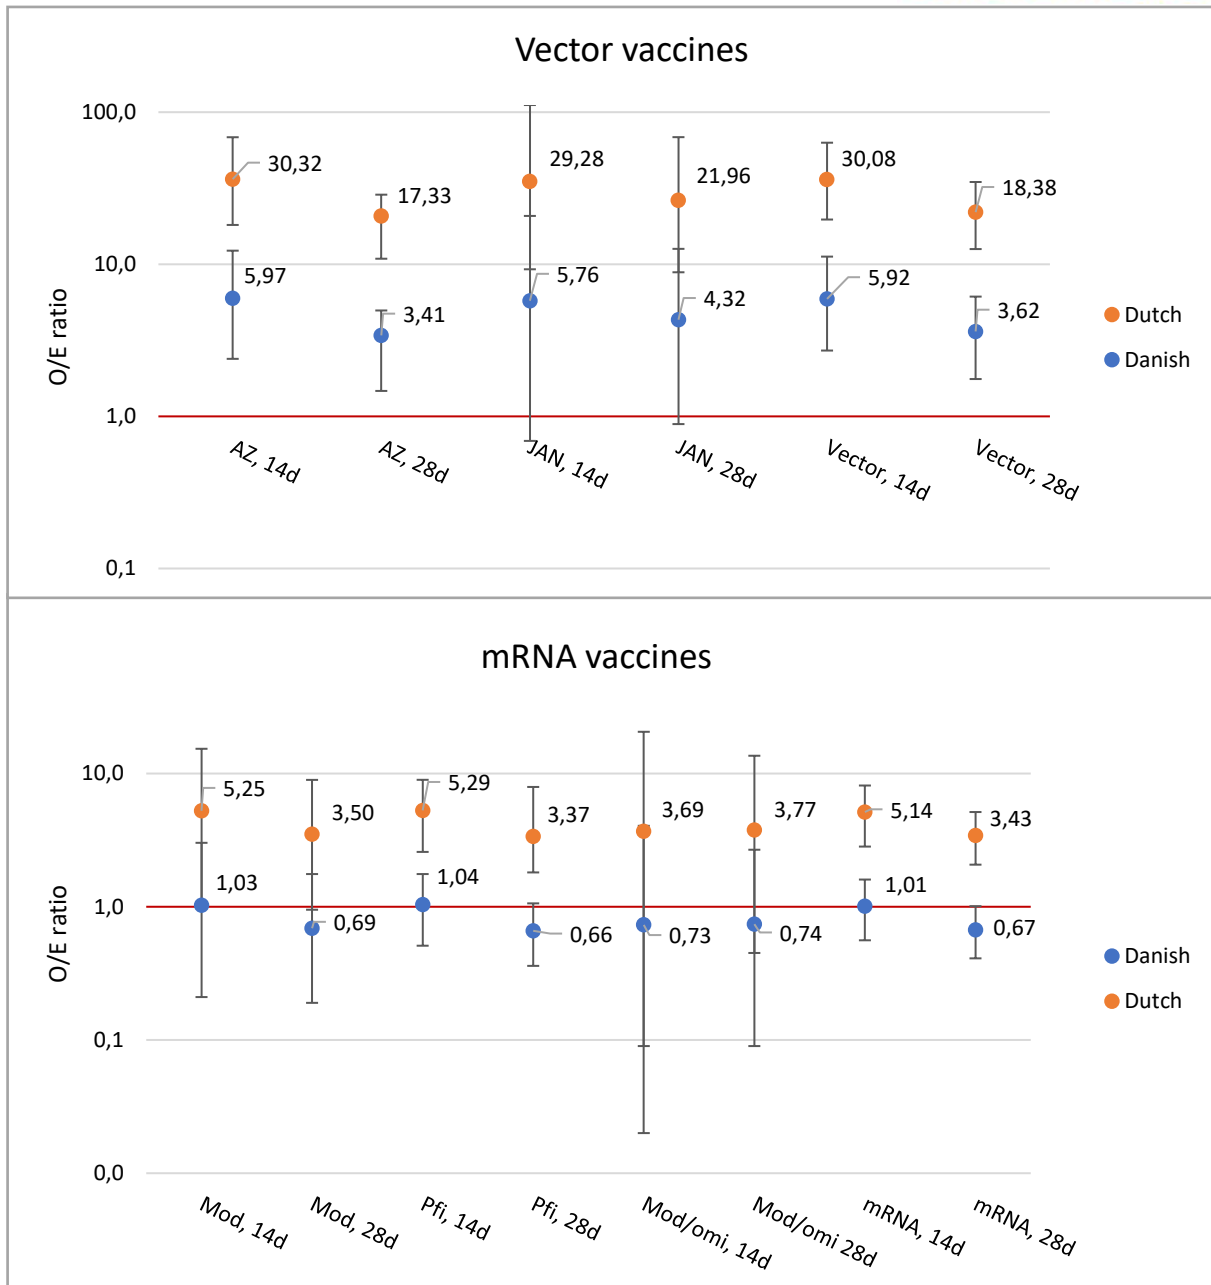 Vector vaccines
100,0
10,0
1,0
0,1
O/E ratio
30,32
17,33
29,28
21,96
30,08
18,38
5,97
3,41
5,76
4,32
5,92
3,62
AZ, 14d
AZ, 28d
JAN, 14d
JAN, 28d
Vector, 14d
Vector, 28d
Dutch
Danish
mRNA vaccines
10,0
1,0
0,1
0,0
O/E ratio
5,25
3,50
5,29
3,37
3,69
3,77
5,14
3,43
1,03
0,69
1,04
0,66
0,73
0,74
1,01
0,67
Mod, 14d
Mod, 28d
Pfi, 14d
Pfi, 28d
Mod/omi, 14d
Mod/omi 28d
mRNA, 14d
mRNA, 28d
Danish
Dutch